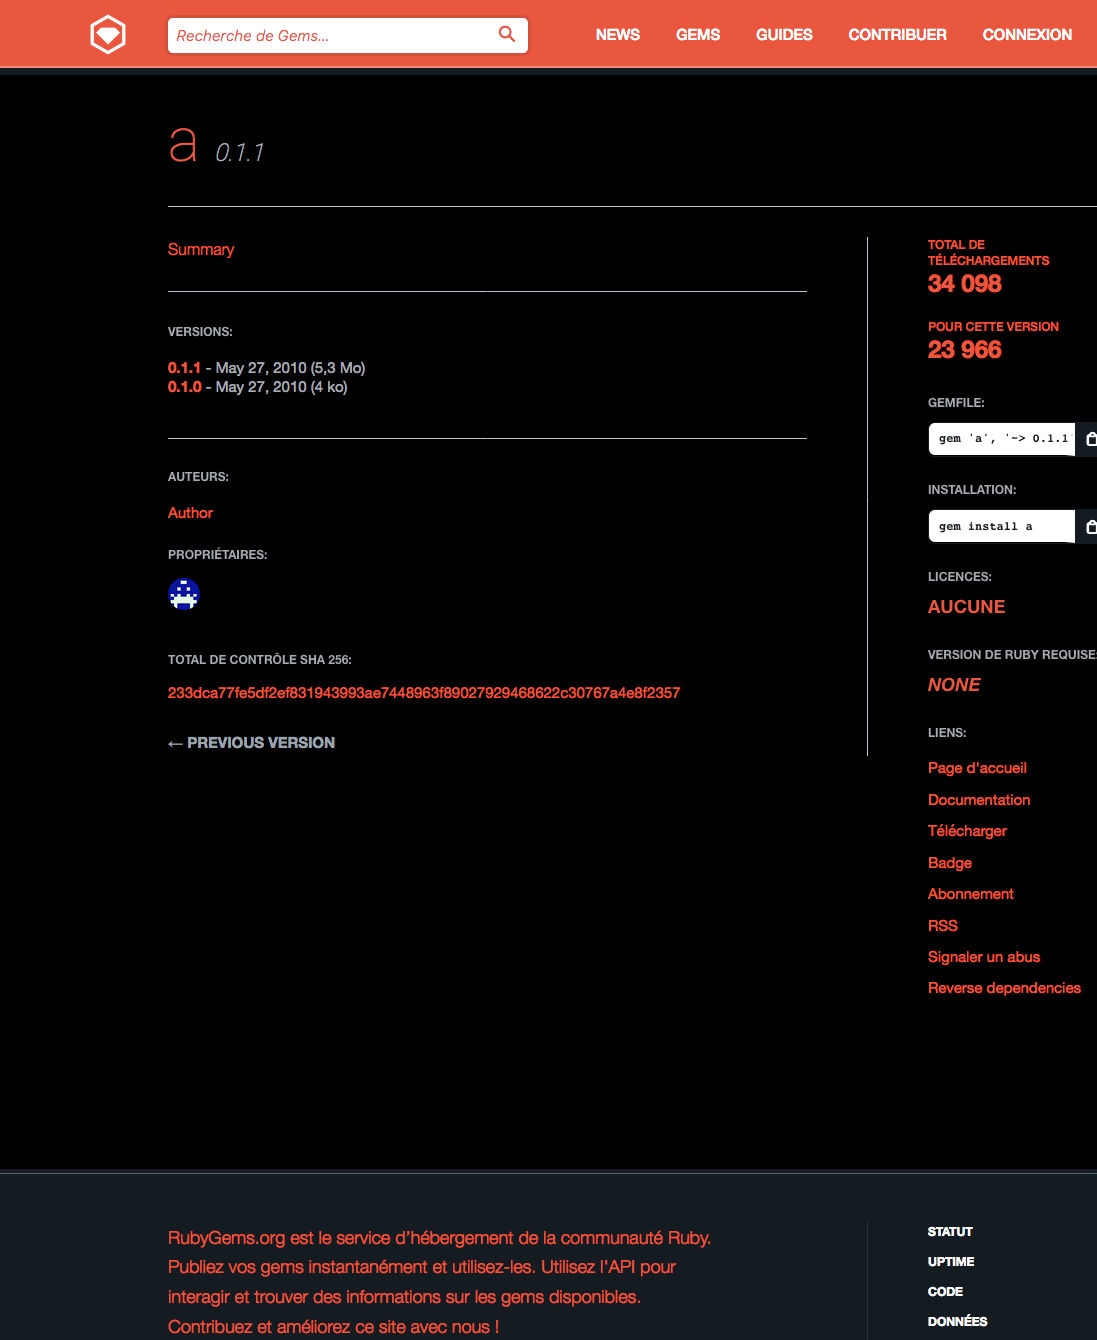 Recherche de Gems...
NEWS
GEMS
GUIDES
CONTRIBUER
CONNEXION
a 0.1.1
Summary
VERSIONS:
0.1.1 - May 27, 2010 (5,3 Mo)
0.1.0 - May 27, 2010 (4 ko)
AUTEURS:
Author
PROPRIÉTAIRES:
TOTAL DE CONTRÔLE SHA 256:
233dca77fe5df2ef831943993ae7448963f89027929468622c30767a4e8f2357
← PREVIOUS VERSION
TOTAL DE
TÉLÉCHARGEMENTS
34 098
POUR CETTE VERSION
23 966
GEMFILE:
gem 'a', '~> 0.1.1'
INSTALLATION:
gem install a
LICENCES:
AUCUNE
VERSION DE RUBY REQUISE:
NONE
LIENS:
Page d'accueil
Documentation
Télécharger
Badge
Abonnement
RSS
Signaler un abus
Reverse dependencies
RubyGems.org est le service d’hébergement de la communauté Ruby.
Publiez vos gems instantanément et utilisez-les. Utilisez l'API pour
interagir et trouver des informations sur les gems disponibles.
Contribuez et améliorez ce site avec nous !
STATUT
UPTIME
CODE
DONNÉES